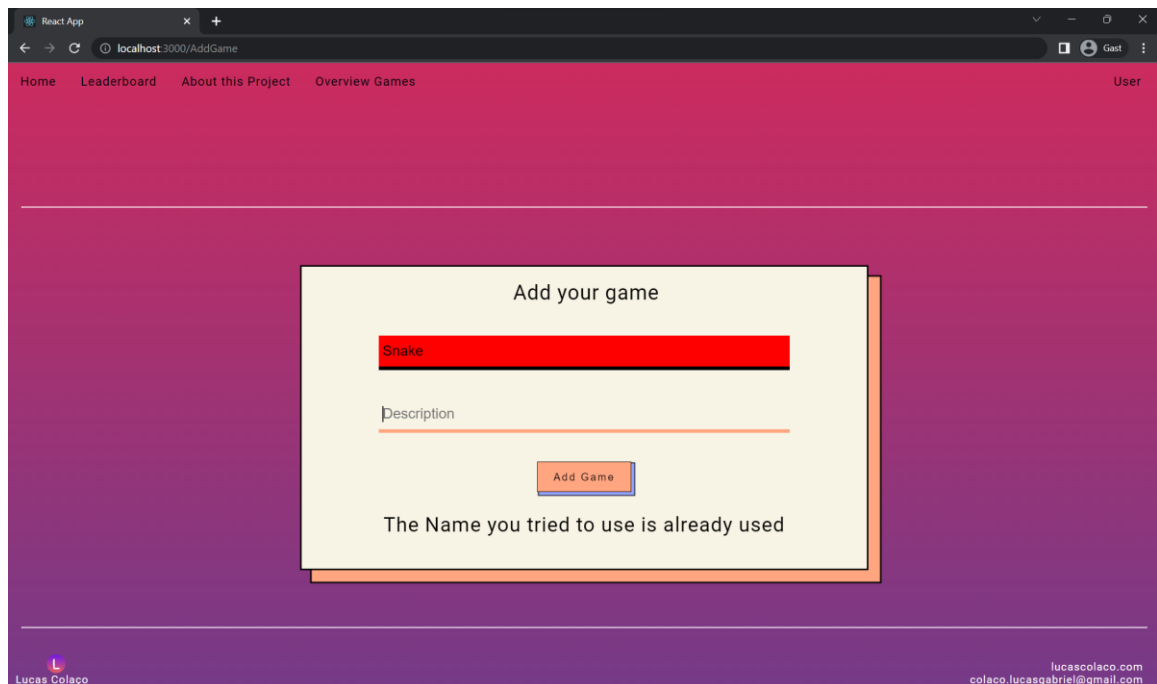 React App
localhost:3000/AddGame
Gast
Home Leaderboard About this Project Overview Games User
Add your game
Snake
Description
Add Game
The Name you tried to use is already used
L
Lucas Colaço
lucascolaco.com
colaco.lucasgabriel@gmail.com